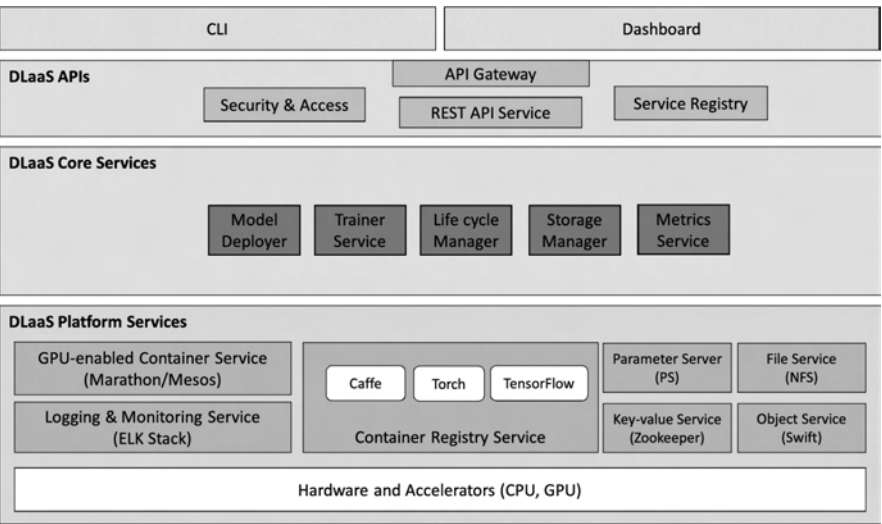 CLI
Dashboard
DLaaS APIs
API Gateway
Security & Access
REST API Service
Service Registry
DLaaS Core Services
Model
Deployer
Trainer
Service
Life cycle
Manager
Storage
Manager
Metrics
Service
DLaaS Platform Services
GPU-enabled Container Service
(Marathon/Mesos)
Logging & Monitoring Service
(ELK Stack)
Caffe
Torch
TensorFlow
Container Registry Service
Parameter Server
(PS)
File Service
(NFS)
Key-value Service
(Zookeeper)
Object Service
(Swift)
Hardware and Accelerators (CPU, GPU)